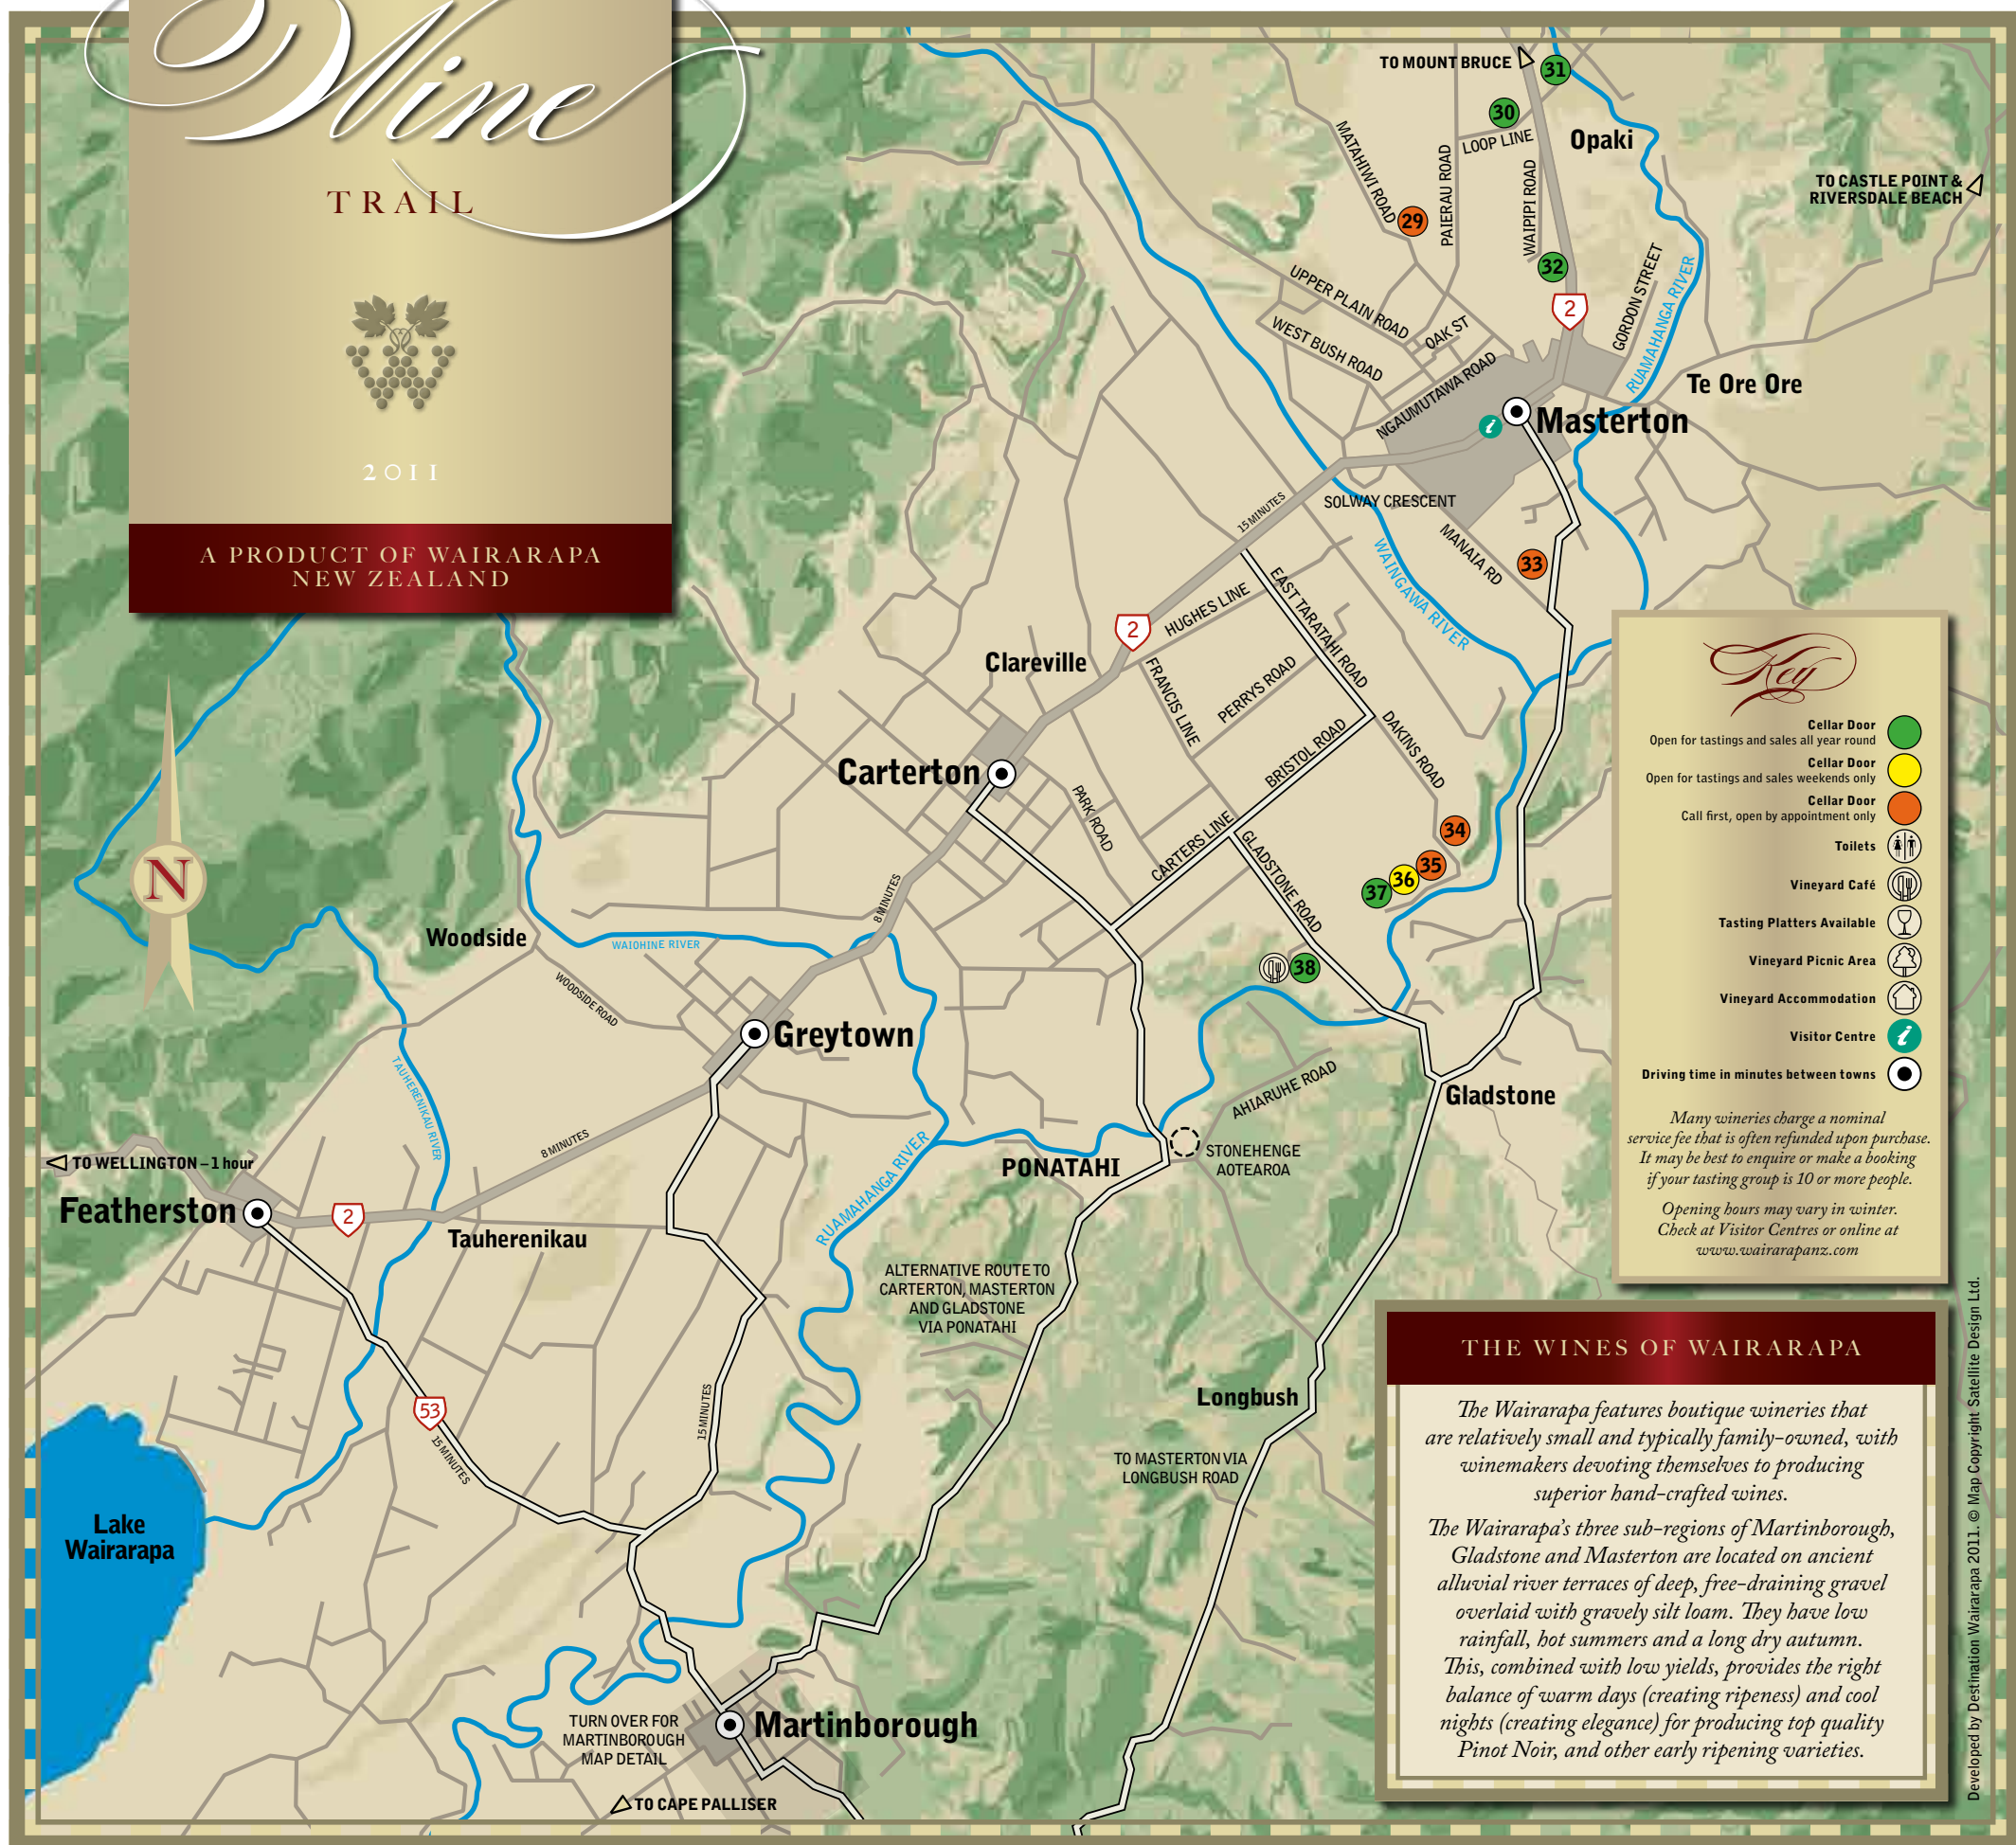 Wine
TRAIL
2011
A PRODUCT OF WAIRARAPA
NEW ZEALAND
N
TO MOUNT BRUCE
31
30
LOOP LINE
Opaki
MATAHIWI ROAD
PAIERAU ROAD
WAIPIPI ROAD
29
32
2
TO CASTLE POINT &
RIVERSDALE BEACH
GORDON STREET
RUAMAHANGA RIVER
UPPER PLAIN ROAD
WEST BUSH ROAD
OAK ST
NGAUMUTAWA ROAD
Te Ore Ore
i
Masterton
SOLWAY CRESCENT
15 MINUTES
MANAIA RD
33
WAINGAWA RIVER
EAST TARATAHI ROAD
HUGHES LINE
2
Clareville
FRANCIS LINE
PERRYS ROAD
BRISTOL ROAD
DAKINS ROAD
Carterton
PARK ROAD
CARTERS LINE
GLADSTONE ROAD
34
35
36
37
38
8 MINUTES
Woodside
WAIOHINE RIVER
WOODSIDE ROAD
Greytown
TAUHERENIKAU RIVER
AHIARUHE ROAD
Gladstone
STONEHENGE
AOTEAROA
PONATAHI
8 MINUTES
RUAMAHANGA RIVER
TO WELLINGTON – 1 hour
Featherston
2
Tauherenikau
ALTERNATIVE ROUTE TO
CARTERTON, MASTERTON
AND GLADSTONE
VIA PONATAHI
53
15 MINUTES
15 MINUTES
Longbush
TO MASTERTON VIA
LONGBUSH ROAD
Lake
Wairarapa
TURN OVER FOR
MARTINBOROUGH
MAP DETAIL
Martinborough
TO CAPE PALLISER
Key
Cellar Door
Open for tastings and sales all year round
Cellar Door
Open for tastings and sales weekends only
Cellar Door
Call first, open by appointment only
Toilets
Vineyard Café
Tasting Platters Available
Vineyard Picnic Area
Vineyard Accommodation
Visitor Centre
i
Driving time in minutes between towns
Many wineries charge a nominal
service fee that is often refunded upon purchase.
It may be best to enquire or make a booking
if your tasting group is 10 or more people.
Opening hours may vary in winter.
Check at Visitor Centres or online at
www.wairarapanz.com
THE WINES OF WAIRARAPA
The Wairarapa features boutique wineries that
are relatively small and typically family-owned, with
winemakers devoting themselves to producing
superior hand-crafted wines.
The Wairarapa's three sub-regions of Martinborough,
Gladstone and Masterton are located on ancient
alluvial river terraces of deep, free-draining gravel
overlaid with gravely silt loam. They have low
rainfall, hot summers and a long dry autumn.
This, combined with low yields, provides the right
balance of warm days (creating ripeness) and cool
nights (creating elegance) for producing top quality
Pinot Noir, and other early ripening varieties.
Developed by Destination Wairarapa 2011. © Map Copyright Satellite Design Ltd.